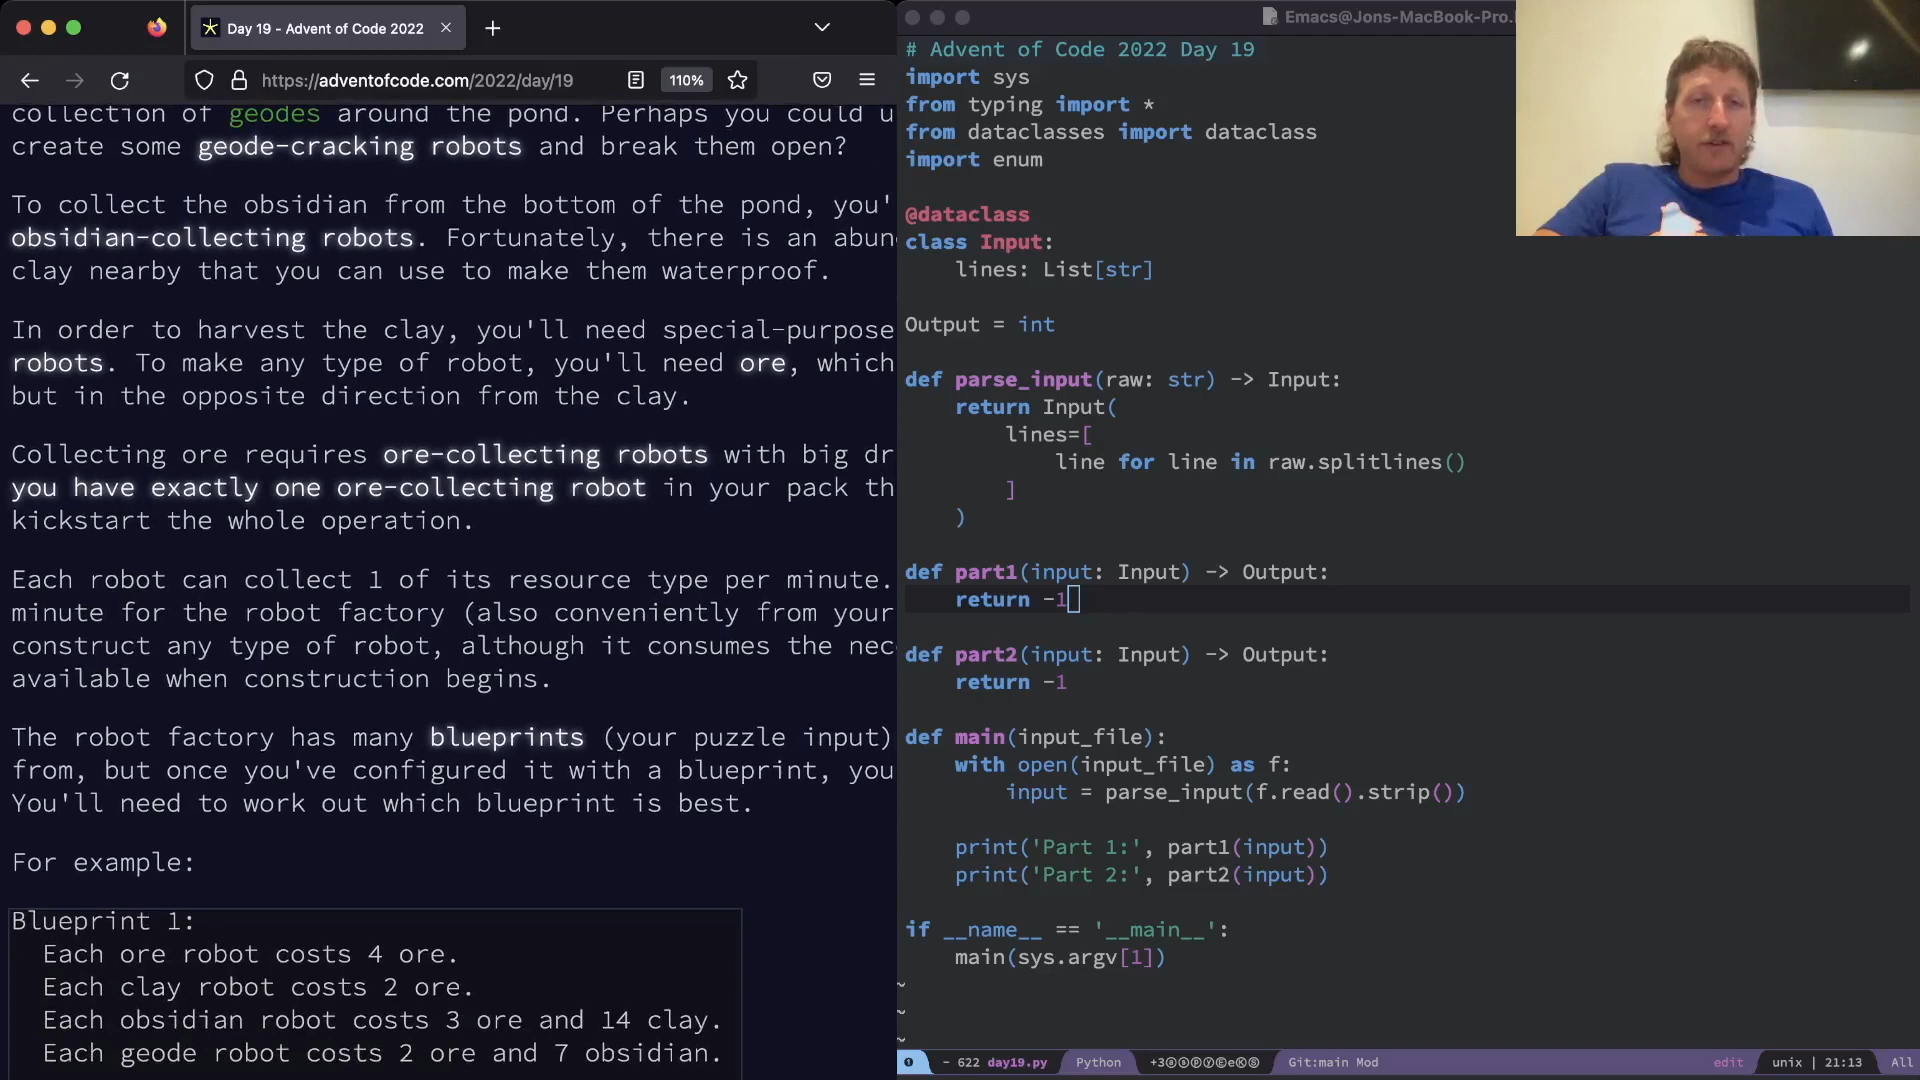 Day 19 - Advent of Code 2022
https://adventofcode.com/2022/day/19
110%
collection of geodes around the pond. Perhaps you could u
create some geode-cracking robots and break them open?
To collect the obsidian from the bottom of the pond, you'
obsidian-collecting robots. Fortunately, there is an abun
clay nearby that you can use to make them waterproof.
In order to harvest the clay, you'll need special-purpose
robots. To make any type of robot, you'll need ore, which
but in the opposite direction from the clay.
Collecting ore requires ore-collecting robots with big dr
you have exactly one ore-collecting robot in your pack th
kickstart the whole operation.
Each robot can collect 1 of its resource type per minute.
minute for the robot factory (also conveniently from your
construct any type of robot, although it consumes the nec
available when construction begins.
The robot factory has many blueprints (your puzzle input)
from, but once you've configured it with a blueprint, you
You'll need to work out which blueprint is best.
For example:
Blueprint 1:
Each ore robot costs 4 ore.
Each clay robot costs 2 ore.
Each obsidian robot costs 3 ore and 14 clay.
Each geode robot costs 2 ore and 7 obsidian.
Emacs@Jons-MacBook-Pro.
# Advent of Code 2022 Day 19
import sys
from typing import *
from dataclasses import dataclass
import enum
@dataclass
class Input:
lines: List[str]
Output = int
def parse_input(raw: str) -> Input:
return Input(
lines=[
line for line in raw.splitlines()
]
)
def part1(input: Input) -> Output:
return -1
def part2(input: Input) -> Output:
return -1
def main(input_file):
with open(input_file) as f:
input = parse_input(f.read().strip())
print('Part 1:', part1(input))
print('Part 2:', part2(input))
if __name__ == '__main__':
main(sys.argv[1])
~
~
~
- 622 day19.py Python Git:main Mod edit unix | 21:13 All